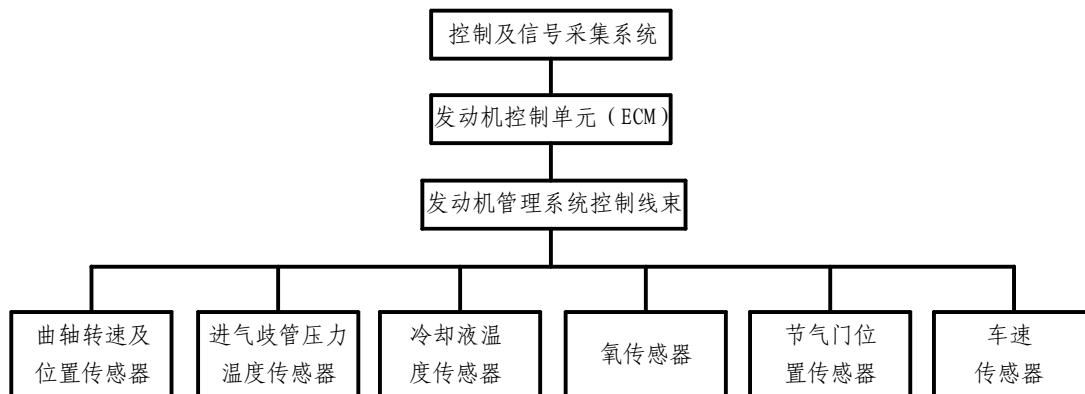 控制及信号采集系统
发动机控制单元（ECM）
发动机管理系统控制线束
曲轴转速及
位置传感器
进气歧管压力
温度传感器
冷却液温
度传感器
氧传感器
节气门位
置传感器
车速
传感器